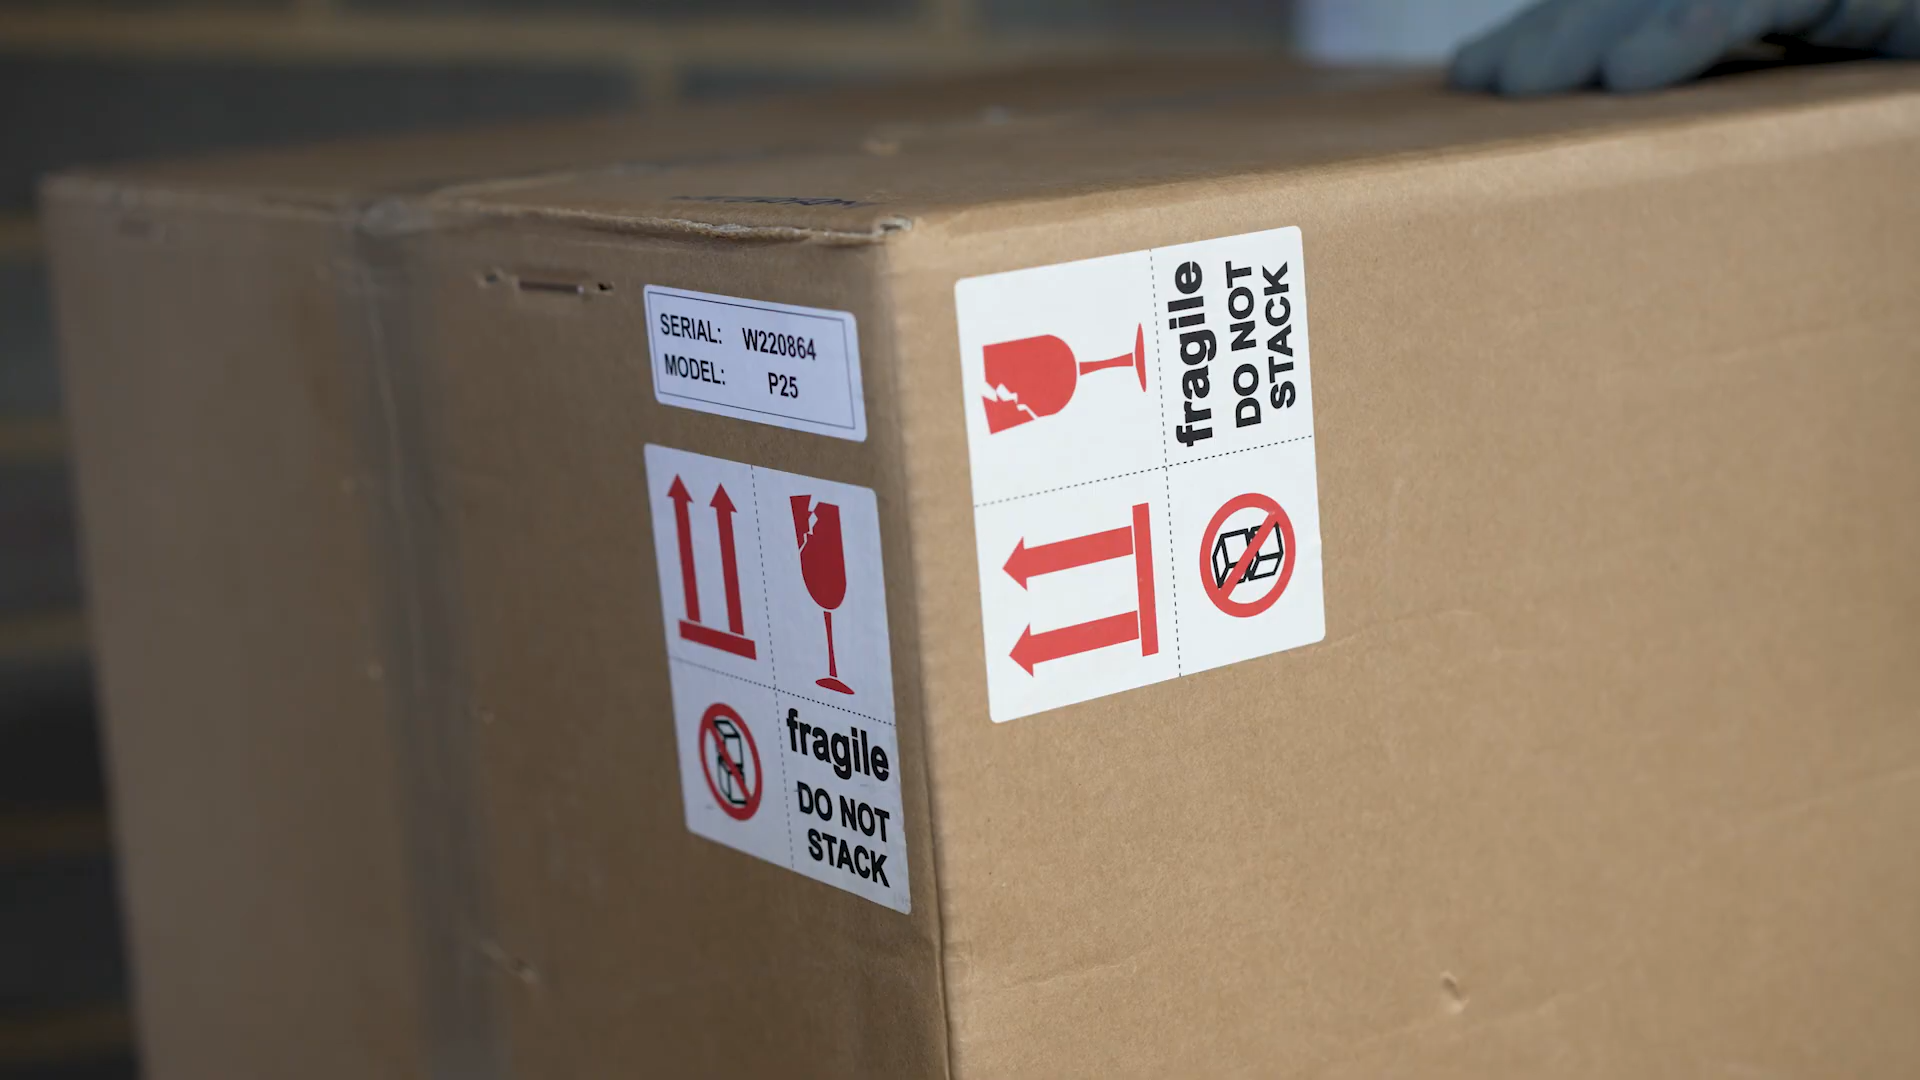 SERIAL: W220864
MODEL: P25
fragile
DO NOT
STACK
fragile
DO NOT
STACK